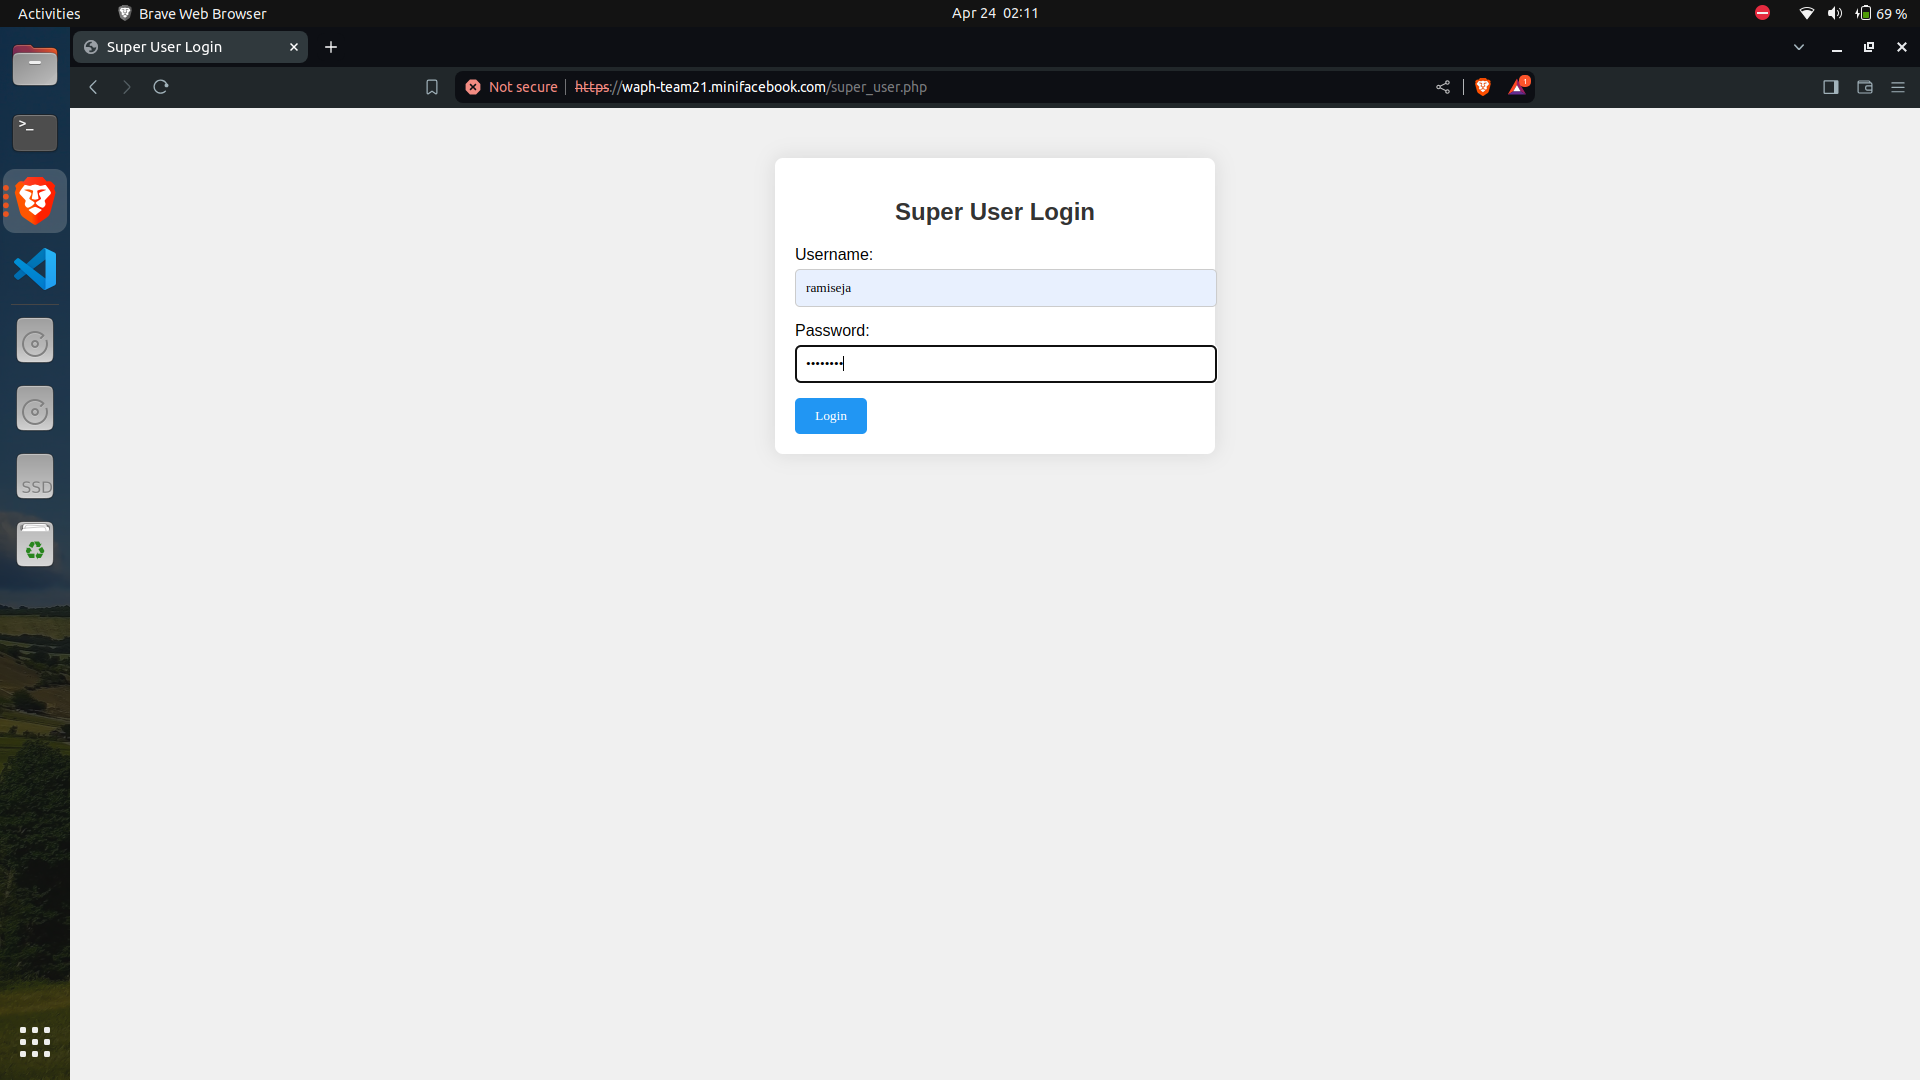 Activities Brave Web Browser Apr 24 02:11 69 %
Super User Login
Not secure https://waph-team21.minifacebook.com/super_user.php 1
>_
Super User Login
Username:
ramiseja
Password:
••••••••
Login
SSD